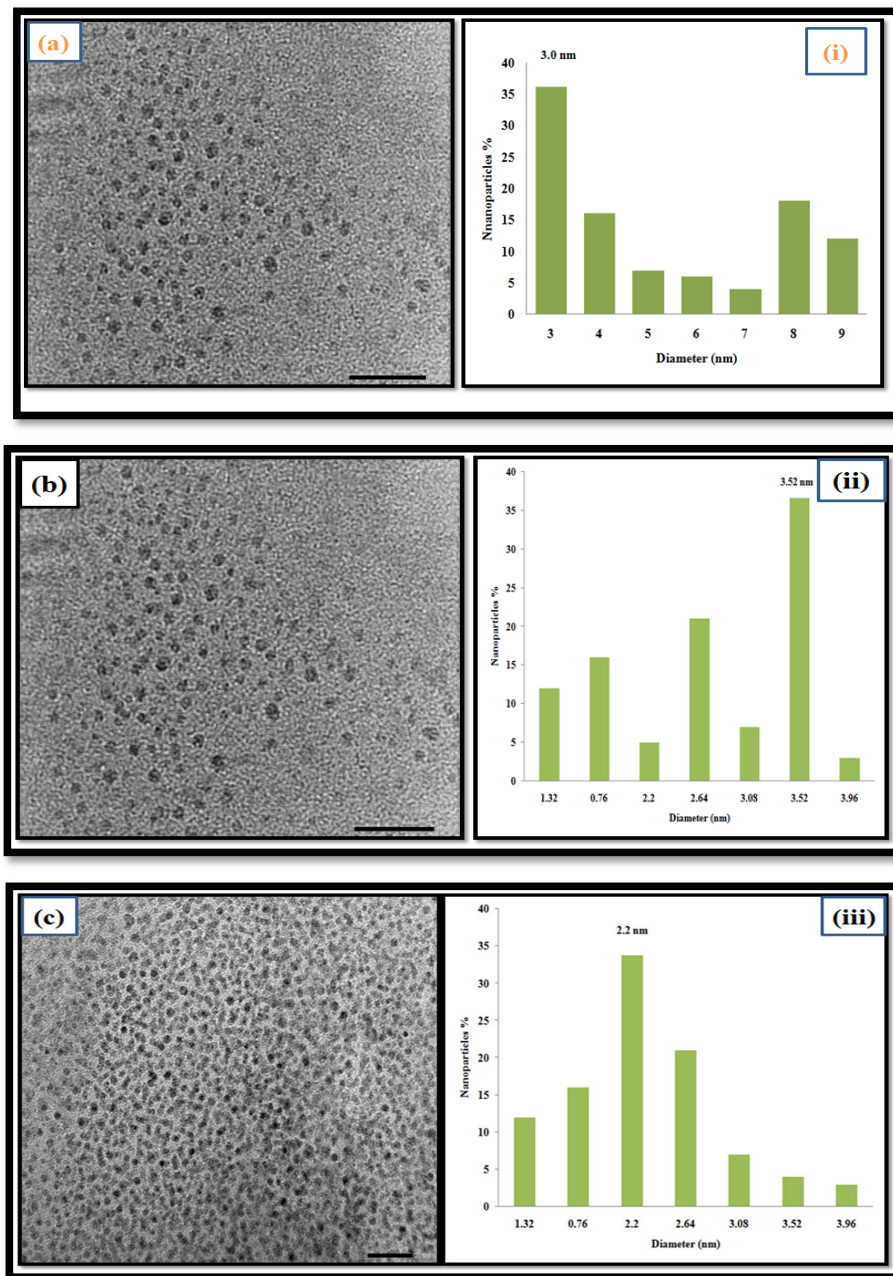 (a)
3.0 nm
(i)
40
35
30
25
20
15
10
5
0
Nnanoparticles %
3 4 5 6 7 8 9
Diameter (nm)
(b)
3.52 nm
(ii)
40
35
30
25
20
15
10
5
0
Nanoparticles %
1.32 0.76 2.2 2.64 3.08 3.52 3.96
Diameter (nm)
(c)
2.2 nm
(iii)
40
35
30
25
20
15
10
5
0
Nanoparticles %
1.32 0.76 2.2 2.64 3.08 3.52 3.96
Diameter (nm)